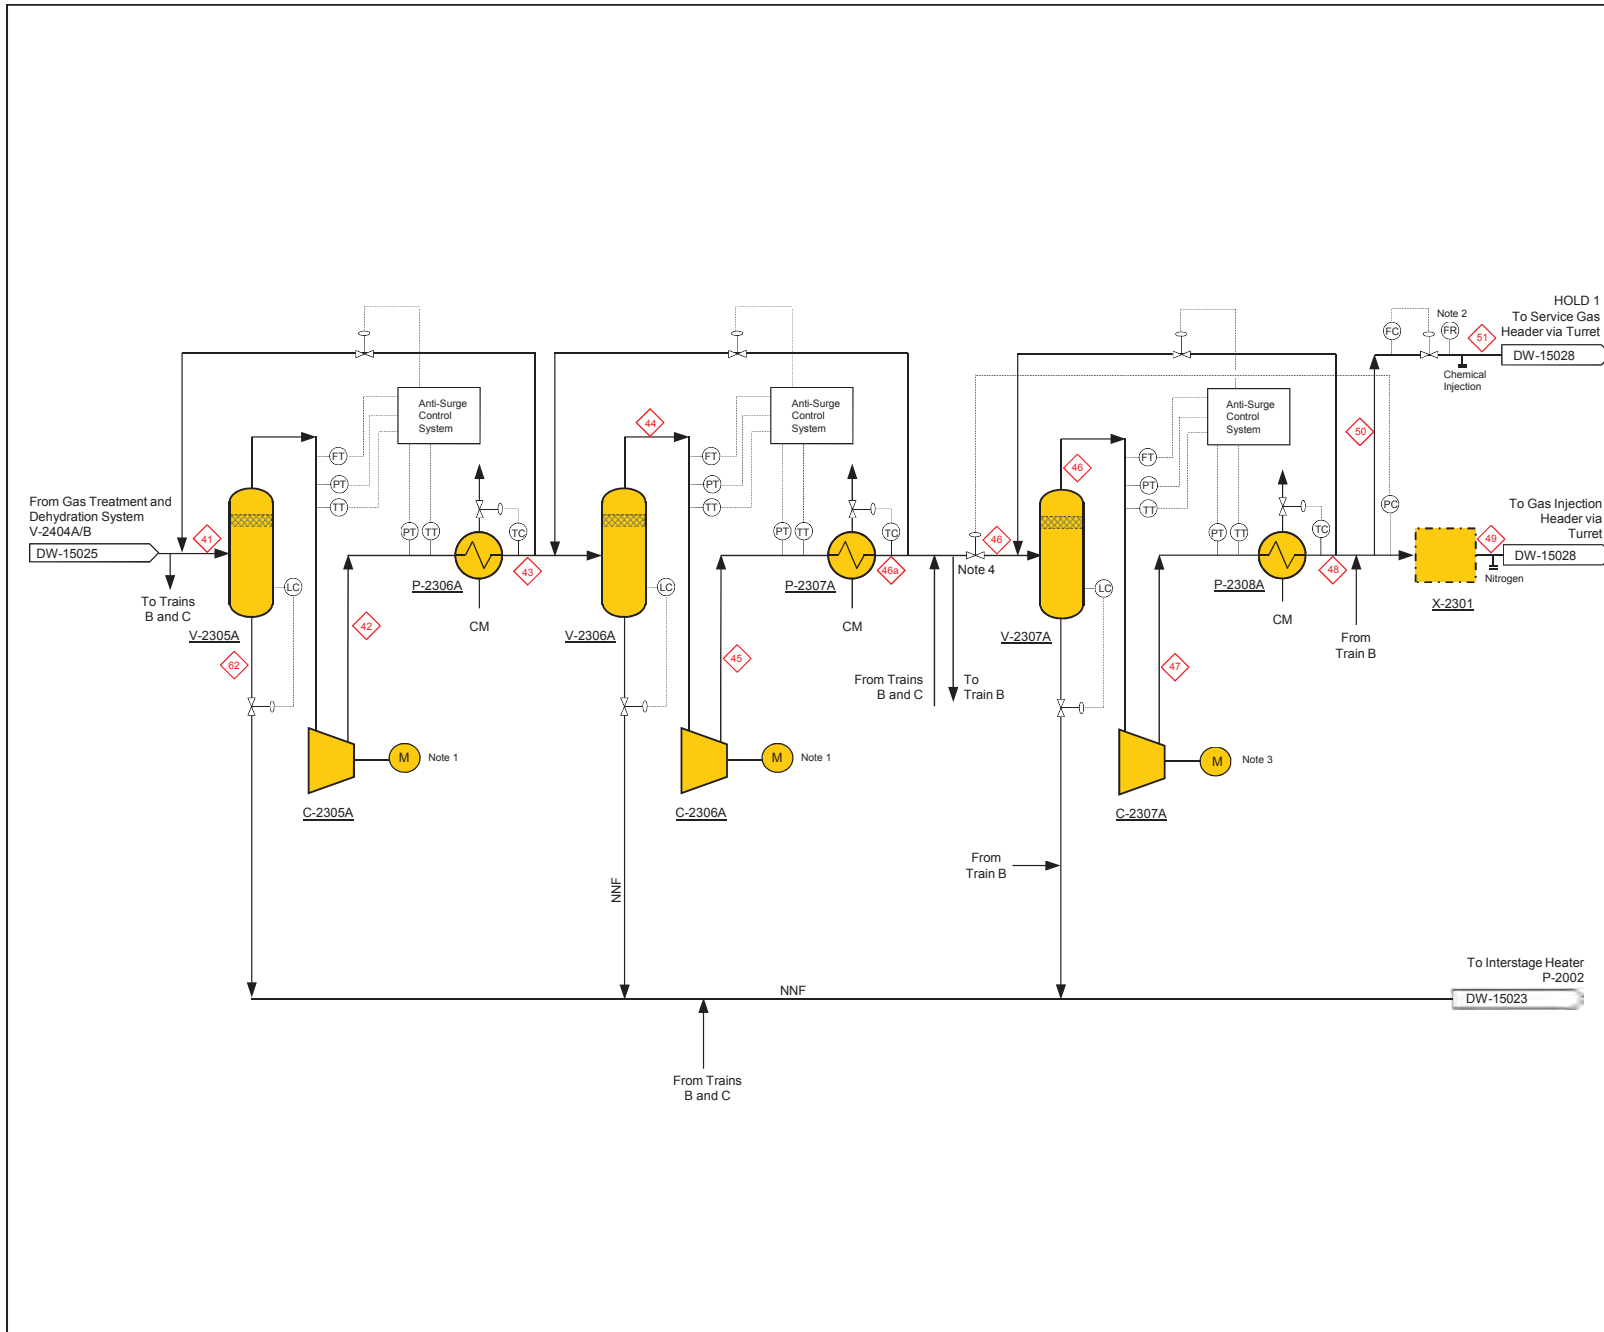 HOLD 1
To Service Gas
Header via Turret
DW-15028
FC
Note 2
FR
51
Chemical
Injection
Anti-Surge
Control
System
Anti-Surge
Control
System
Anti-Surge
Control
System
44
46
50
FT
PT
TT
FT
PT
TT
FT
PT
TT
PC
From Gas Treatment and
Dehydration System
V-2404A/B
DW-15025
41
To Trains
B and C
PT
TT
TC
43
P-2306A
CM
PT
TT
TC
46a
P-2307A
CM
Note 4
46
PT
TT
TC
48
P-2308A
CM
To Gas Injection
Header via
Turret
49
DW-15028
Nitrogen
X-2301
LC
LC
LC
V-2305A
V-2306A
V-2307A
62
42
45
47
From Trains
B and C
To
Train B
From
Train B
M
Note 1
M
Note 1
M
Note 3
C-2305A
C-2306A
C-2307A
From
Train B
NNF
NNF
To Interstage Heater
P-2002
DW-15023
From Trains
B and C